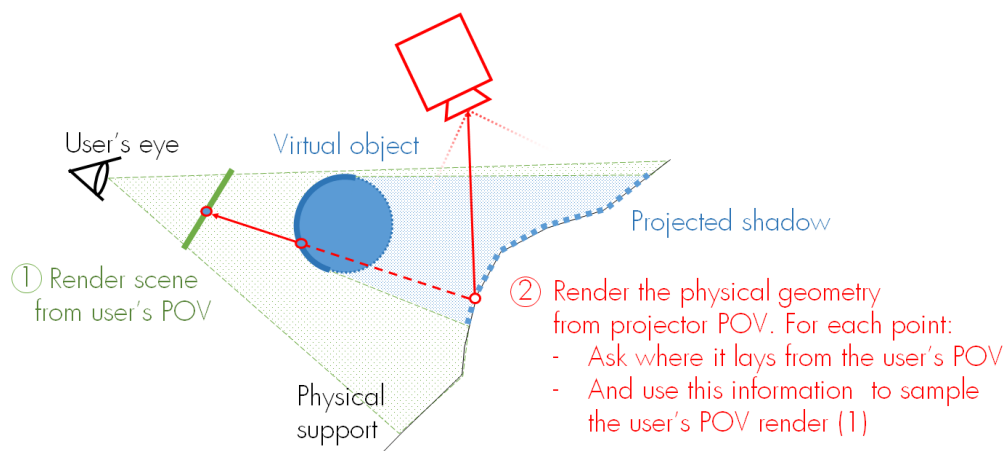 User's eye
Virtual object
Projected shadow
① Render scene
from user's POV
② Render the physical geometry
from projector POV. For each point:
- Ask where it lays from the user's POV
- And use this information to sample
the user's POV render (1)
Physical
support